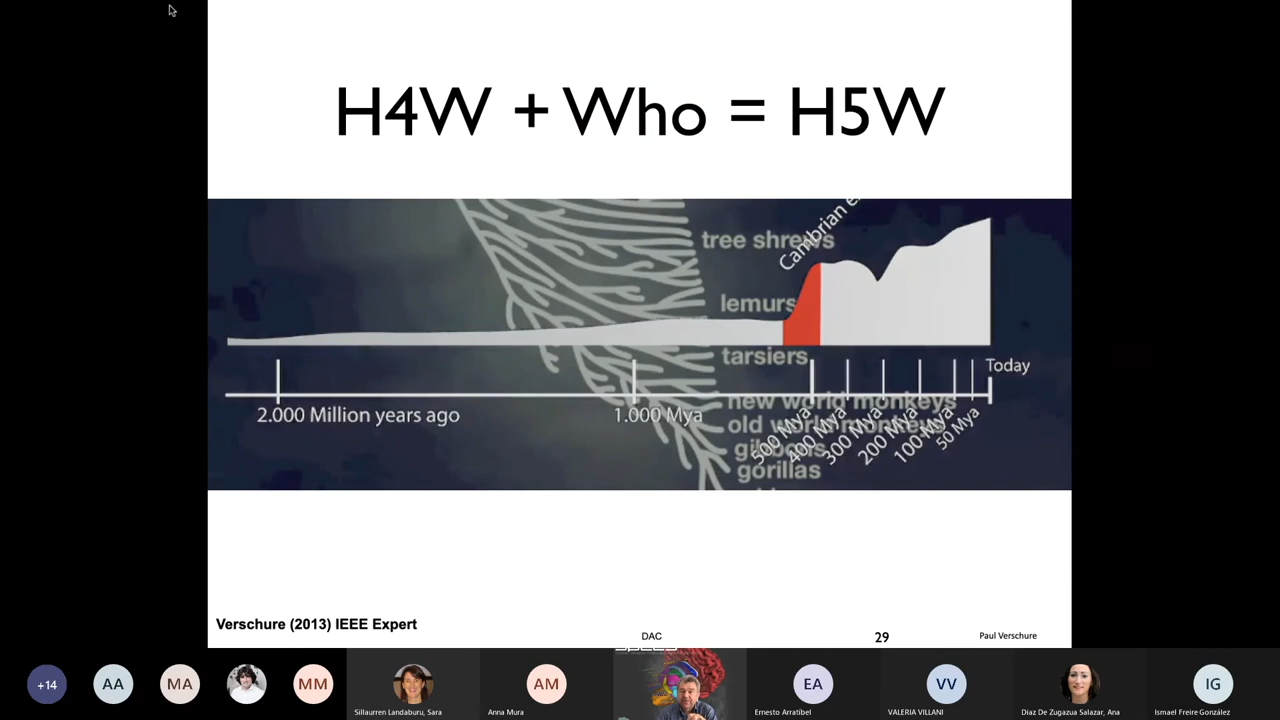 H4W + Who = H5W
Cambrian e
tree shrews
lemurs
tarsiers
Today
new world monkeys
old world monkeys
gibbons
gorillas
2.000 Million years ago
1.000 Mya
500 Mya
400 Mya
300 Mya
200 Mya
100 Mya
50 Mya
Verschure (2013) IEEE Expert
DAC
29
Paul Verschure
+14
AA
MA
MM
Sillaurren Landaburu, Sara
AM
Anna Mura
EA
Ernesto Arratibel
VV
VALERIA VILLANI
Diaz De Zugazua Salazar, Ana
IG
Ismael Freire González